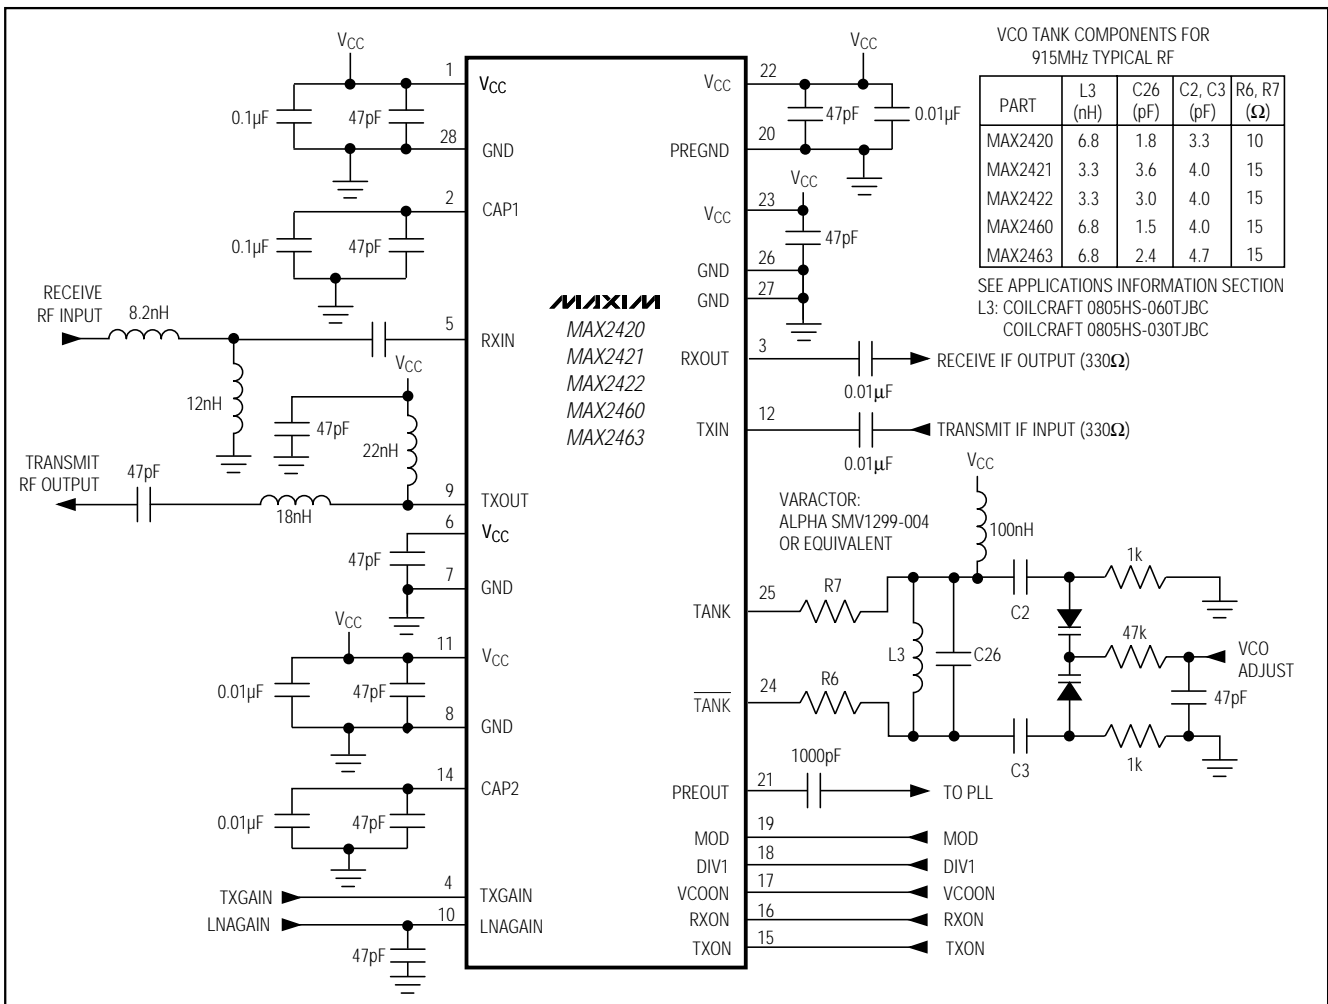 VCC
1
VCC
0.1µF
47pF
28
GND
2
CAP1
0.1µF
47pF
RECEIVE
RF INPUT
8.2nH
5
RXIN
12nH
VCC
47pF
22nH
TRANSMIT
RF OUTPUT
47pF
18nH
9
TXOUT
6
VCC
47pF
7
GND
VCC
11
VCC
0.01µF
47pF
8
GND
14
CAP2
0.01µF
47pF
TXGAIN
4
TXGAIN
LNAGAIN
10
LNAGAIN
47pF
MAXIM
MAX2420
MAX2421
MAX2422
MAX2460
MAX2463
VCC
22
VCC
47pF
0.01µF
20
PREGND
VCC
23
VCC
47pF
26
GND
27
GND
3
RXOUT
0.01µF
RECEIVE IF OUTPUT (330Ω)
12
TXIN
0.01µF
TRANSMIT IF INPUT (330Ω)
VARACTOR:
ALPHA SMV1299-004
OR EQUIVALENT
VCC
100nH
25
TANK
R7
L3
C26
C2
1k
47k
VCO
ADJUST
47pF
24
TANK
R6
C3
1k
21
PREOUT
1000pF
TO PLL
19
MOD
MOD
18
DIV1
DIV1
17
VCOON
VCOON
16
RXON
RXON
15
TXON
TXON
VCO TANK COMPONENTS FOR
915MHz TYPICAL RF
PART L3 (nH) C26 (pF) C2, C3 (pF) R6, R7 (Ω)
MAX2420 6.8 1.8 3.3 10
MAX2421 3.3 3.6 4.0 15
MAX2422 3.3 3.0 4.0 15
MAX2460 6.8 1.5 4.0 15
MAX2463 6.8 2.4 4.7 15
SEE APPLICATIONS INFORMATION SECTION
L3: COILCRAFT 0805HS-060TJBC
COILCRAFT 0805HS-030TJBC